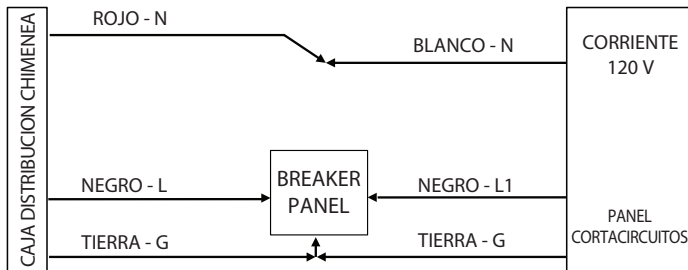 ROJO - N
BLANCO - N
CORRIENTE
120 V
CAJA DISTRIBUCION CHIMENEA
NEGRO - L
BREAKER
PANEL
NEGRO - L1
TIERRA - G
TIERRA - G
PANEL
CORTACIRCUITOS